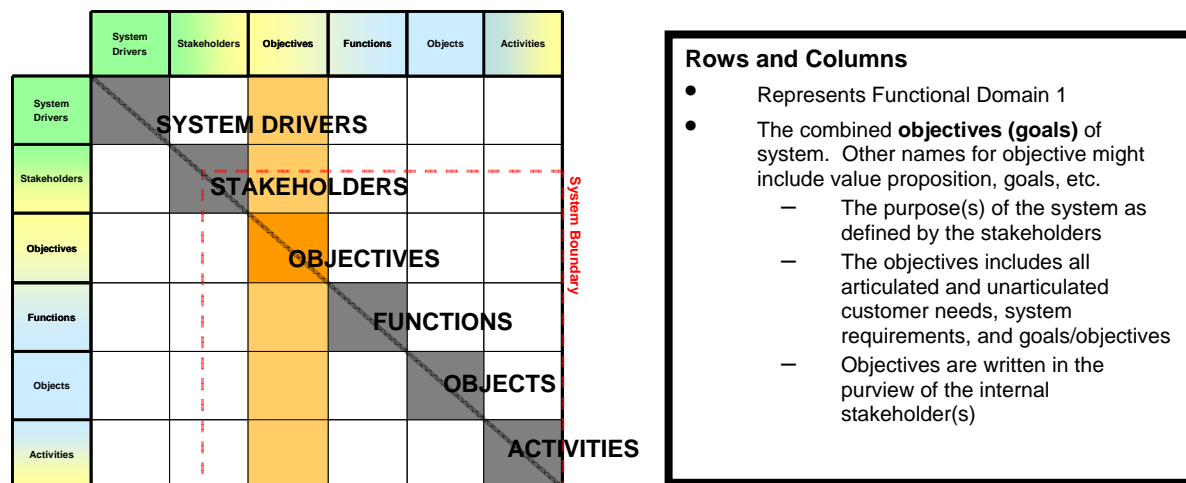 System
Drivers
Stakeholders
Objectives
Functions
Objects
Activities
System
Drivers
SYSTEM DRIVERS
Stakeholders
STAKEHOLDERS
System Boundary
Objectives
OBJECTIVES
Functions
FUNCTIONS
Objects
OBJECTS
Activities
ACTIVITIES
Rows and Columns
• Represents Functional Domain 1
• The combined objectives (goals) of
system. Other names for objective might
include value proposition, goals, etc.
– The purpose(s) of the system as
defined by the stakeholders
– The objectives includes all
articulated and unarticulated
customer needs, system
requirements, and goals/objectives
– Objectives are written in the
purview of the internal
stakeholder(s)